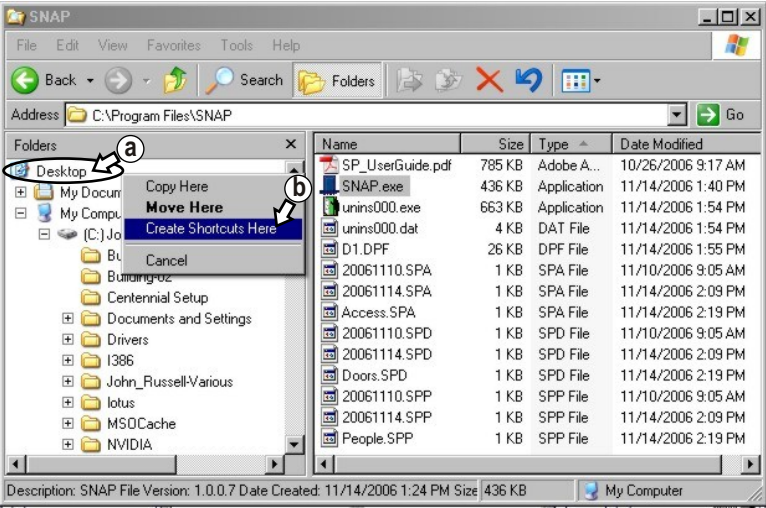 SNAP
File Edit View Favorites Tools Help
Back Search Folders
Address C:\Program Files\SNAP Go
Folders x
a
Desktop
My Docum
My Compu
(C:) Jo
Bu
Building-02
Centennial Setup
Documents and Settings
Drivers
I386
John_Russell-Various
lotus
MSOCache
NVIDIA
Copy Here
Move Here
Create Shortcuts Here
Cancel
b
Name Size Type Date Modified
SP_UserGuide.pdf 785 KB Adobe A... 10/26/2006 9:17 AM
SNAP.exe 436 KB Application 11/14/2006 1:40 PM
unins000.exe 663 KB Application 11/14/2006 1:54 PM
unins000.dat 4 KB DAT File 11/14/2006 1:54 PM
D1.DPF 26 KB DPF File 11/14/2006 1:55 PM
20061110.SPA 1 KB SPA File 11/10/2006 9:05 AM
20061114.SPA 1 KB SPA File 11/14/2006 2:09 PM
Access.SPA 1 KB SPA File 11/14/2006 2:19 PM
20061110.SPD 1 KB SPD File 11/10/2006 9:05 AM
20061114.SPD 1 KB SPD File 11/14/2006 2:09 PM
Doors.SPD 1 KB SPD File 11/14/2006 2:19 PM
20061110.SPP 1 KB SPP File 11/10/2006 9:05 AM
20061114.SPP 1 KB SPP File 11/14/2006 2:09 PM
People.SPP 1 KB SPP File 11/14/2006 2:19 PM
Description: SNAP File Version: 1.0.0.7 Date Created: 11/14/2006 1:24 PM Size 436 KB My Computer